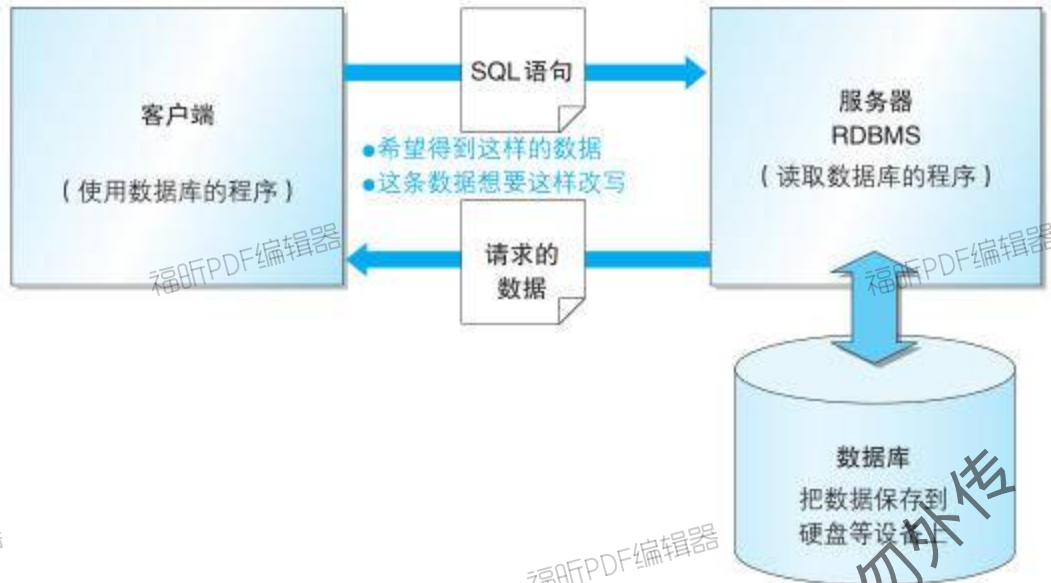 客户端
(使用数据库的程序)
SQL语句
●希望得到这样的数据
●这条数据想要这样改写
请求的
数据
服务器
RDBMS
(读取数据库的程序)
数据库
把数据保存到
硬盘等设备上
福昕PDF编辑器
福昕PDF编辑器
福昕PDF编辑器
勿外传